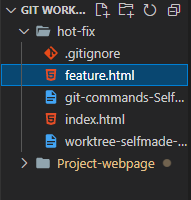 GIT WORK...
hot-fix
.gitignore
feature.html
git-commands-Self...
index.html
worktree-selfmade-...
Project-webpage